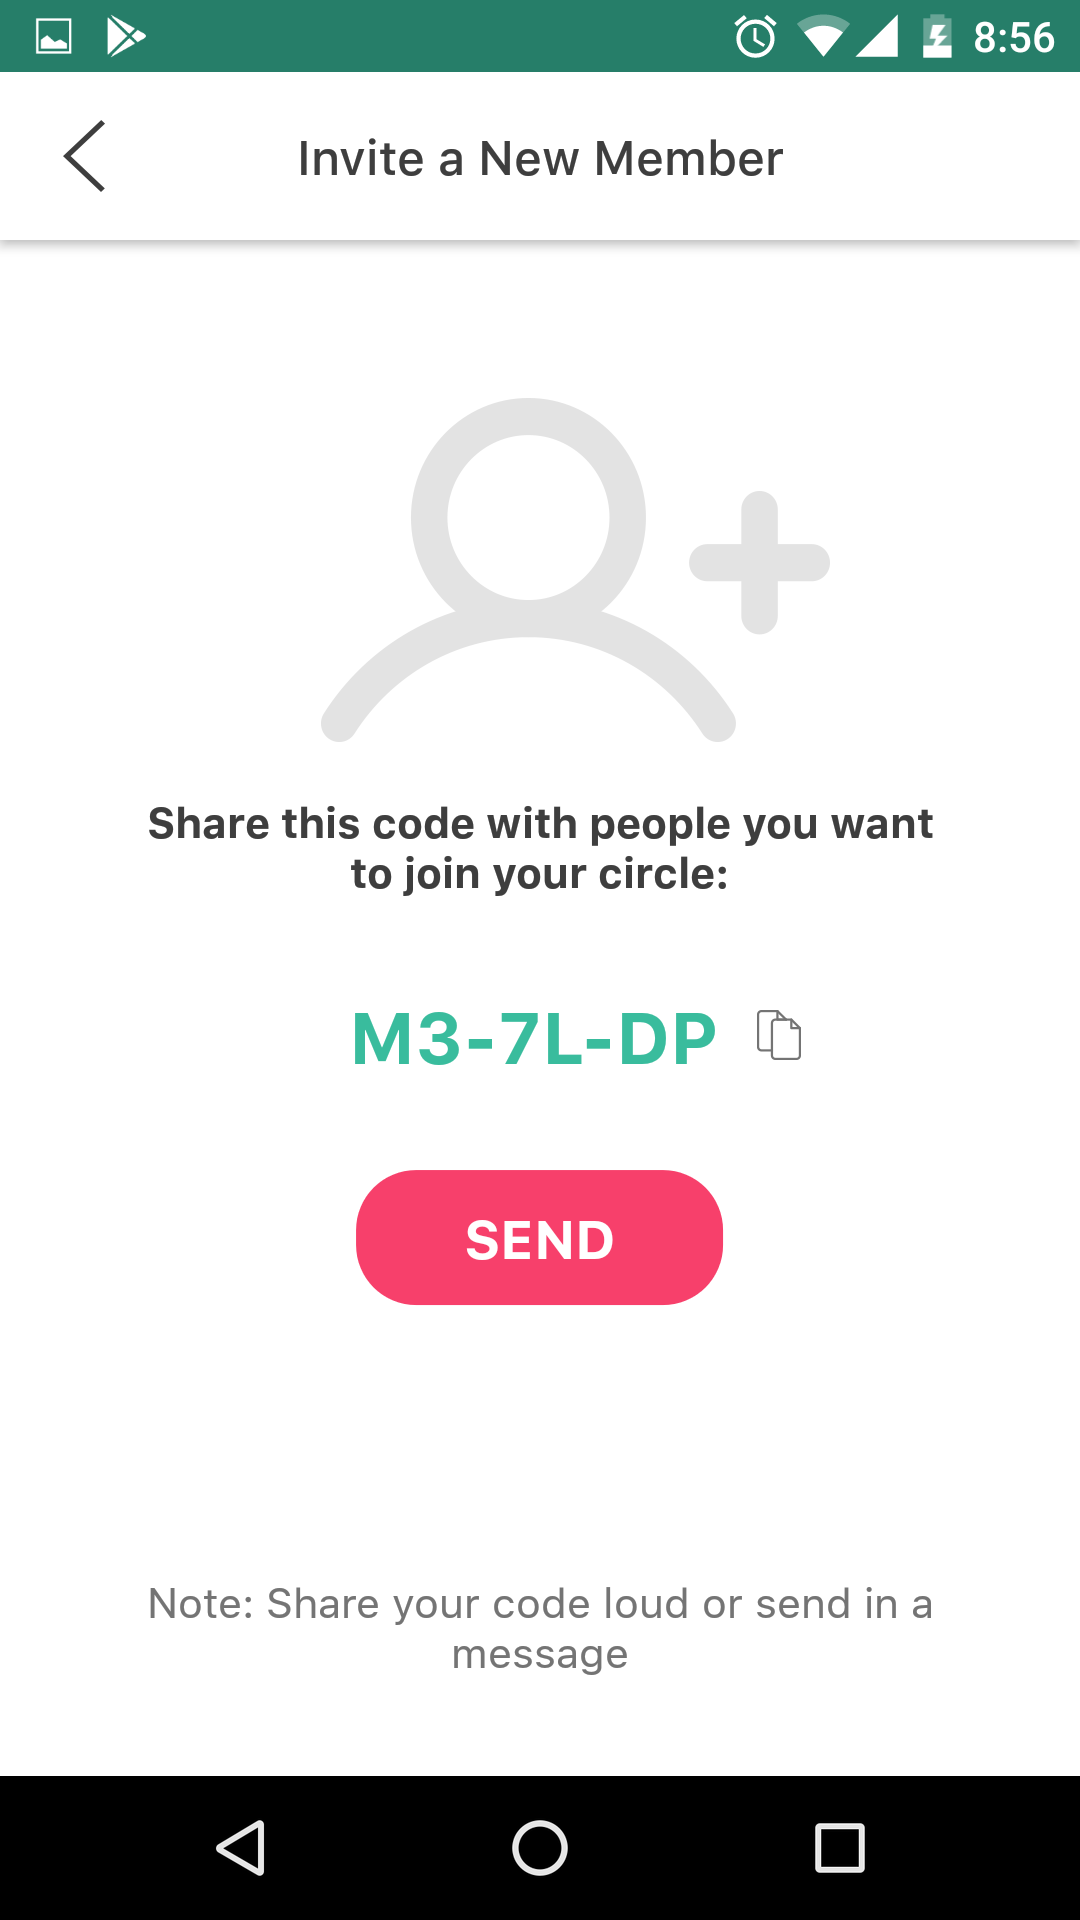 8:56
Invite a New Member
Share this code with people you want
to join your circle:
M3-7L-DP
SEND
Note: Share your code loud or send in a
message